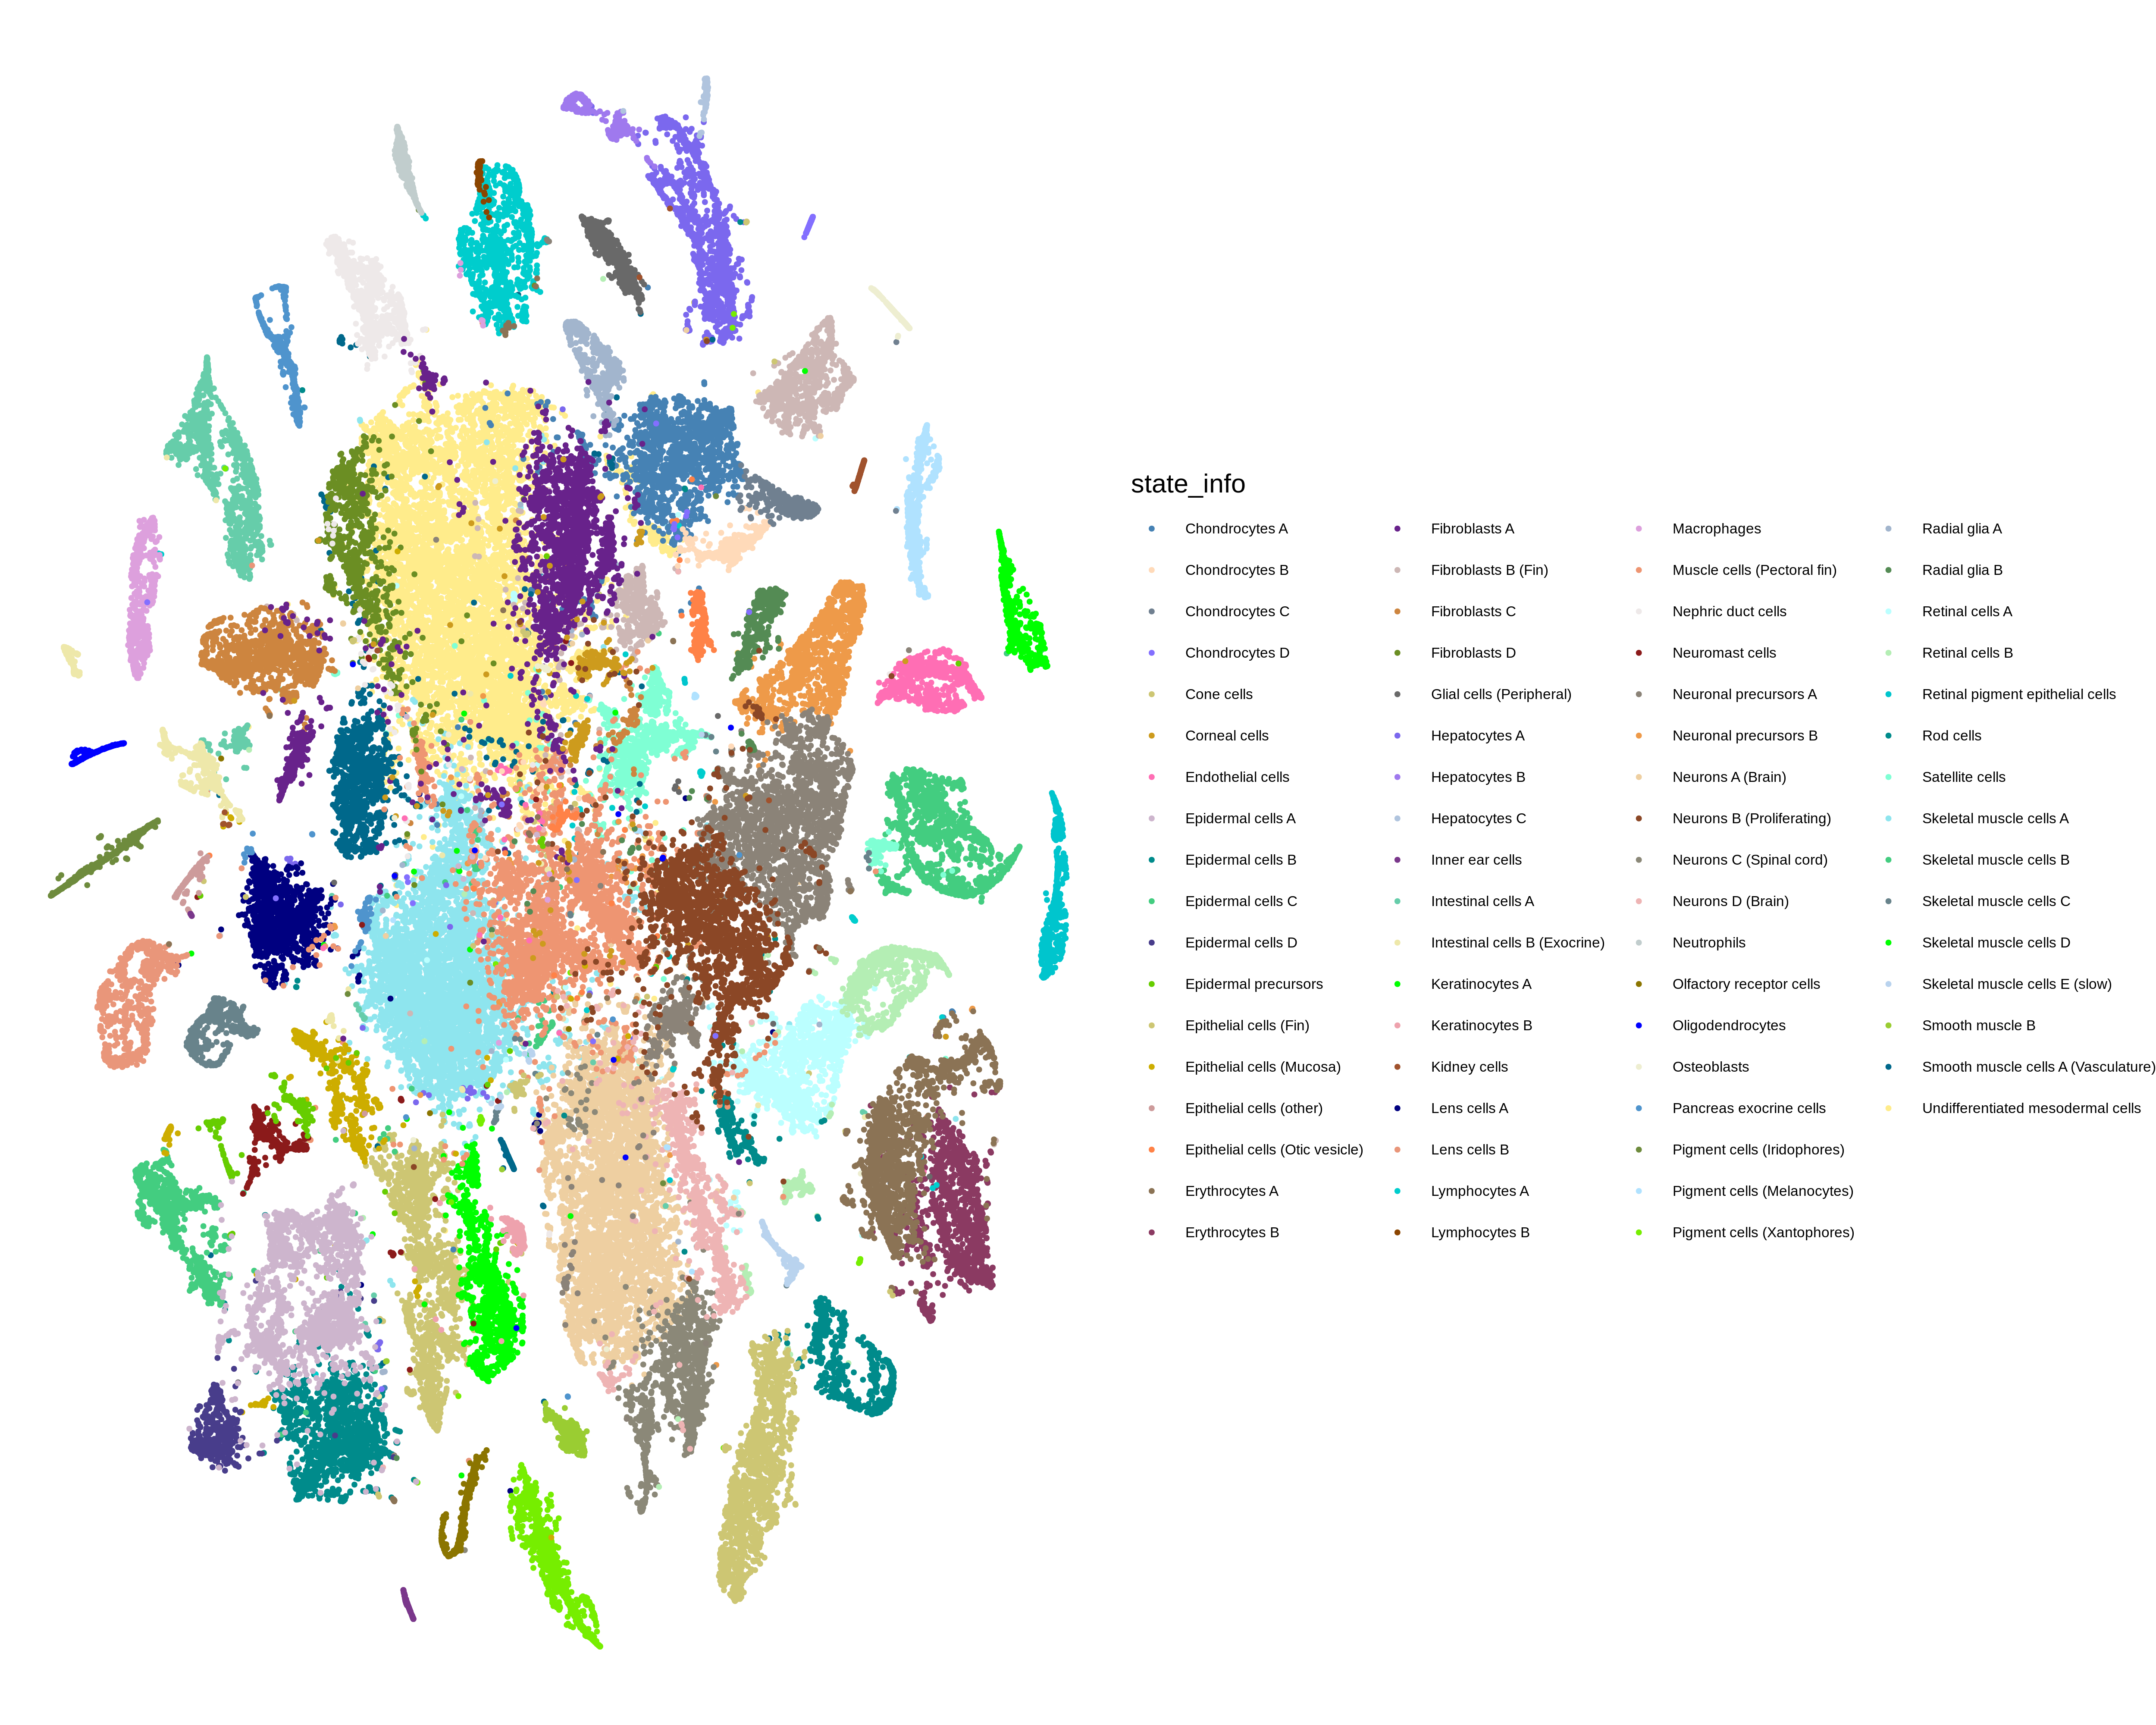 state_info
Chondrocytes A
Chondrocytes B
Chondrocytes C
Chondrocytes D
Cone cells
Corneal cells
Endothelial cells
Epidermal cells A
Epidermal cells B
Epidermal cells C
Epidermal cells D
Epidermal precursors
Epithelial cells (Fin)
Epithelial cells (Mucosa)
Epithelial cells (other)
Epithelial cells (Otic vesicle)
Erythrocytes A
Erythrocytes B
Fibroblasts A
Fibroblasts B (Fin)
Fibroblasts C
Fibroblasts D
Glial cells (Peripheral)
Hepatocytes A
Hepatocytes B
Hepatocytes C
Inner ear cells
Intestinal cells A
Intestinal cells B (Exocrine)
Keratinocytes A
Keratinocytes B
Kidney cells
Lens cells A
Lens cells B
Lymphocytes A
Lymphocytes B
Macrophages
Muscle cells (Pectoral fin)
Nephric duct cells
Neuromast cells
Neuronal precursors A
Neuronal precursors B
Neurons A (Brain)
Neurons B (Proliferating)
Neurons C (Spinal cord)
Neurons D (Brain)
Neutrophils
Olfactory receptor cells
Oligodendrocytes
Osteoblasts
Pancreas exocrine cells
Pigment cells (Iridophores)
Pigment cells (Melanocytes)
Pigment cells (Xantophores)
Radial glia A
Radial glia B
Retinal cells A
Retinal cells B
Retinal pigment epithelial cells
Rod cells
Satellite cells
Skeletal muscle cells A
Skeletal muscle cells B
Skeletal muscle cells C
Skeletal muscle cells D
Skeletal muscle cells E (slow)
Smooth muscle B
Smooth muscle cells A (Vasculature)
Undifferentiated mesodermal cells